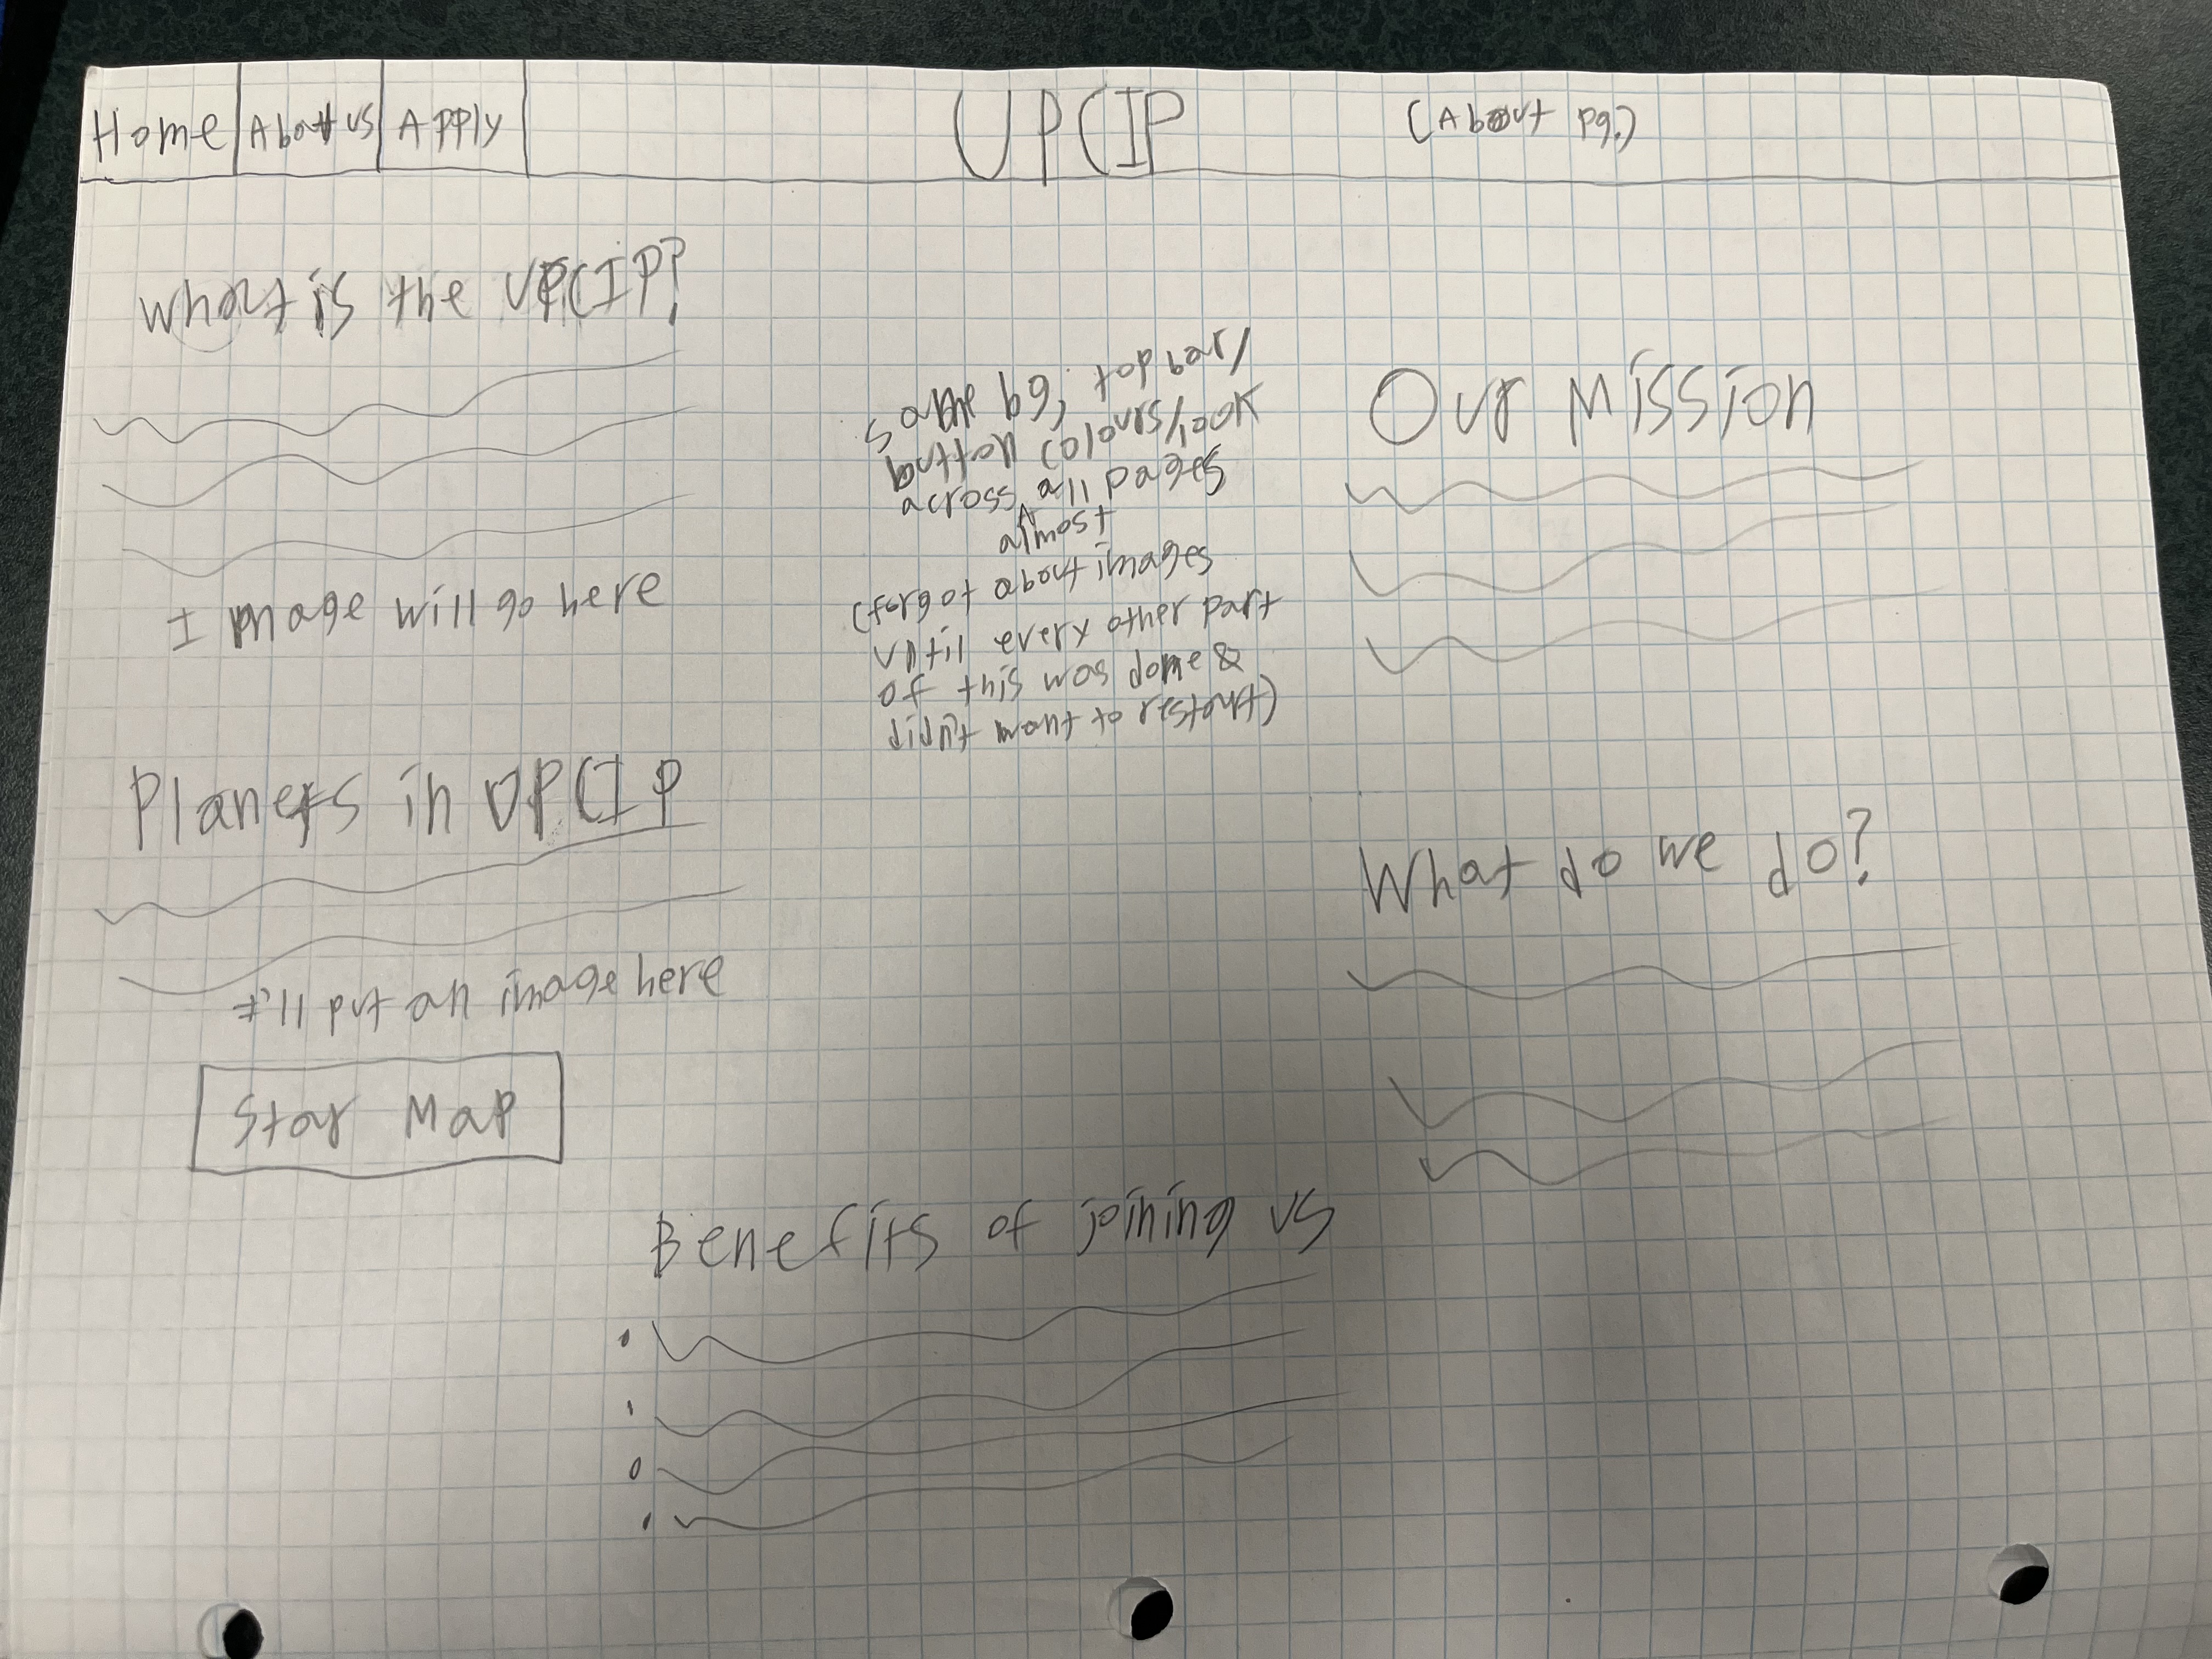 Home
About us
Apply
UPCIP
(About pg.)
What is the UPCIP?
Image will go here
Same bg, top bar/
button colours/look
across all pages
almost
(forgot about images
until every other part
of this was done &
didn't want to restart)
Our Mission
Planets in UPCIP
I'll put an image here
Star Map
What do we do?
Benefits of joining us